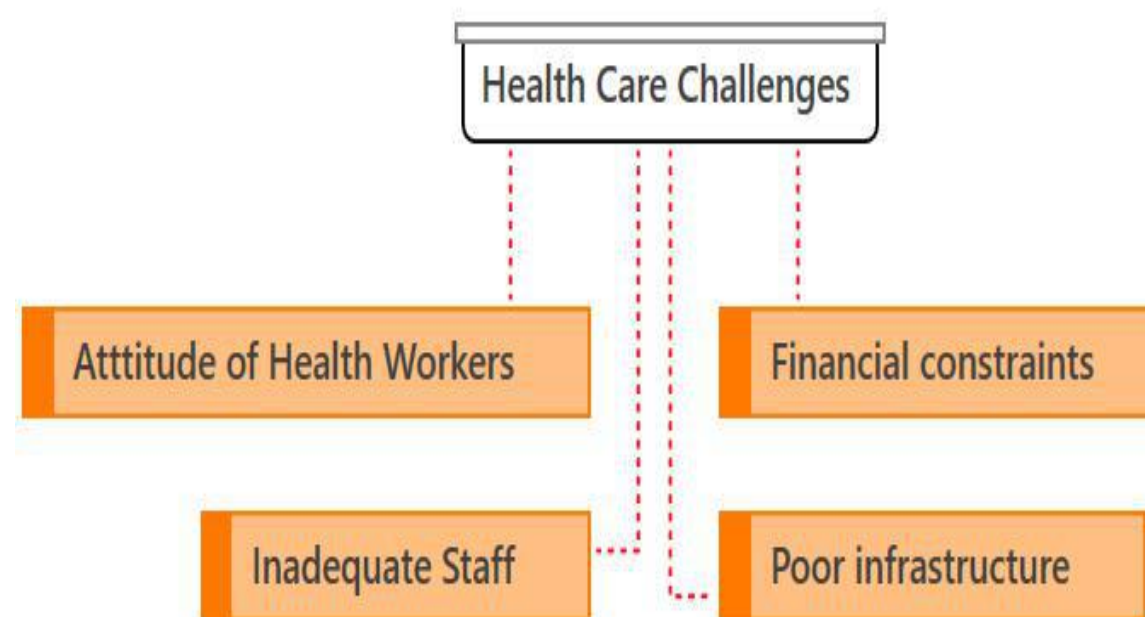 Health Care Challenges
Atttitude of Health Workers
Financial constraints
Inadequate Staff
Poor infrastructure